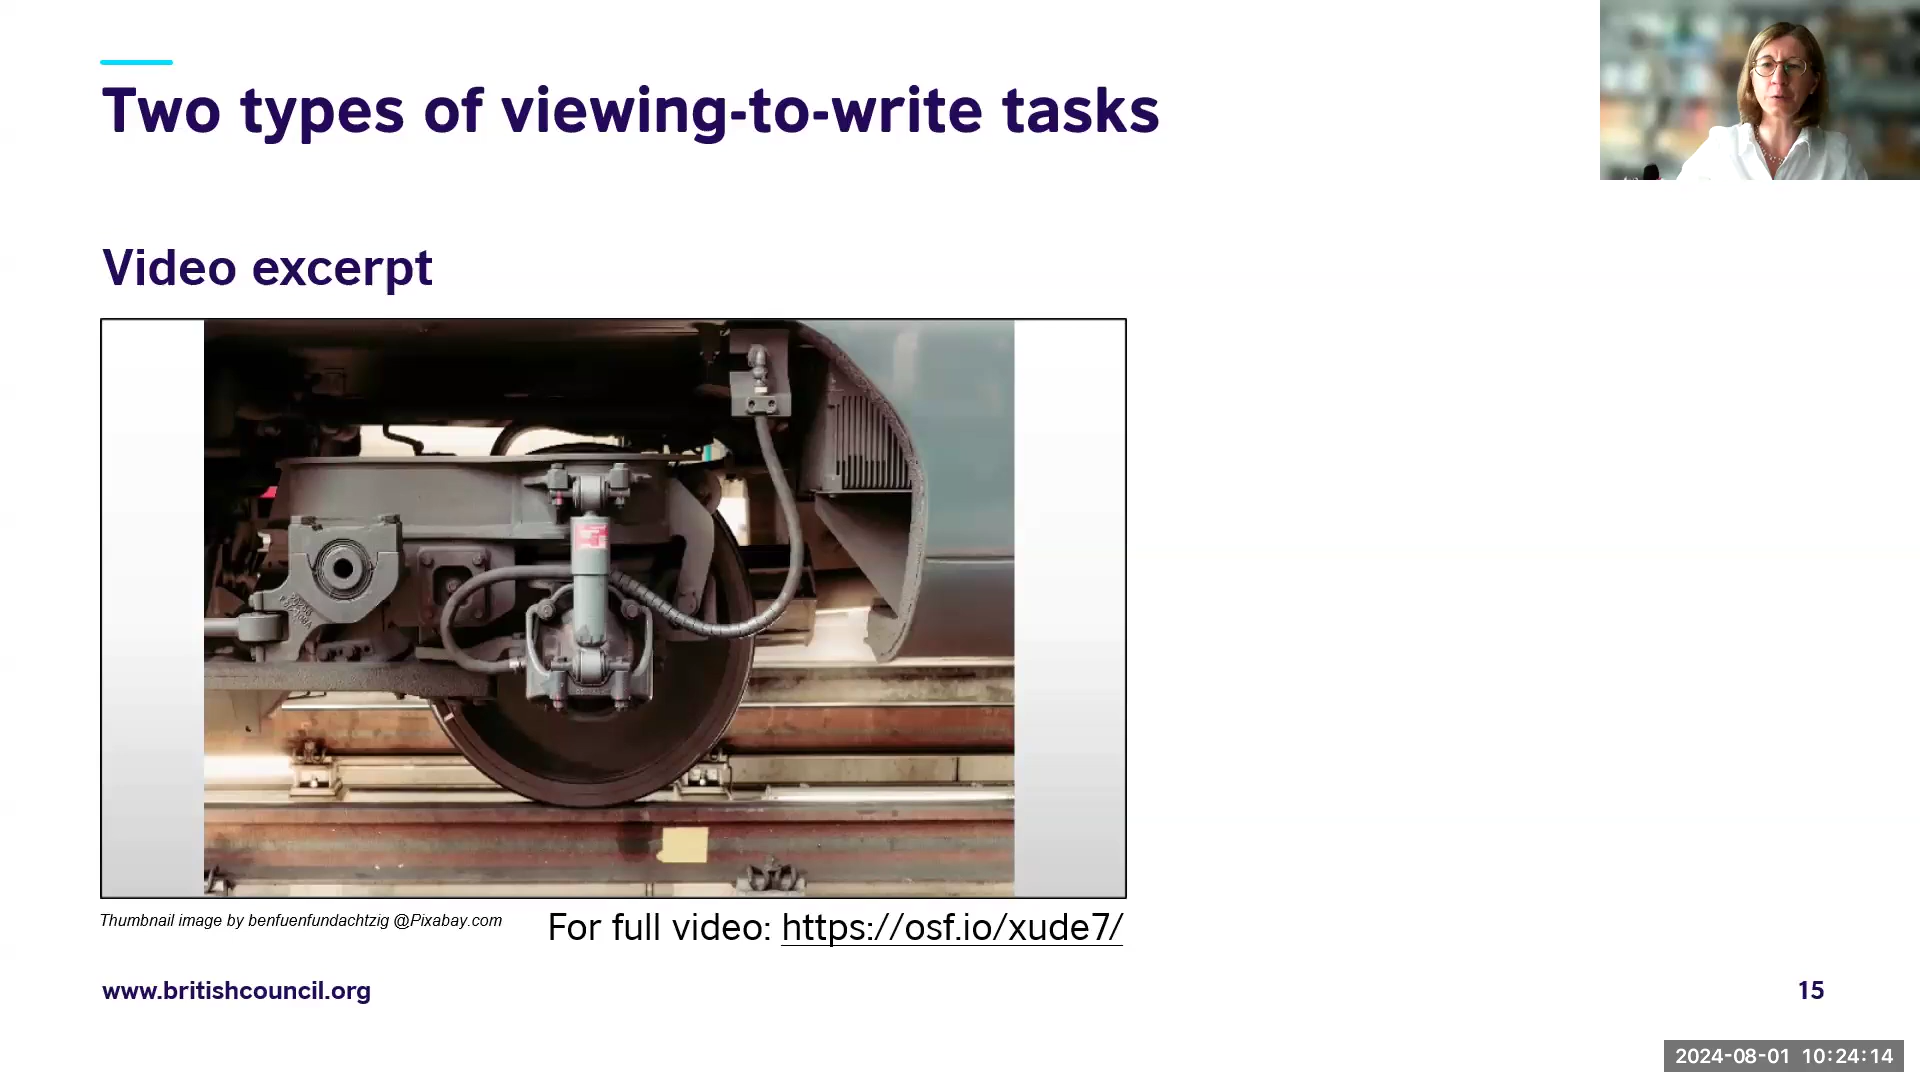 Two types of viewing-to-write tasks
Video excerpt
Thumbnail image by benfuenfundachtzig @Pixabay.com
For full video: https://osf.io/xude7/
www.britishcouncil.org
15
2024-08-01 10:24:14